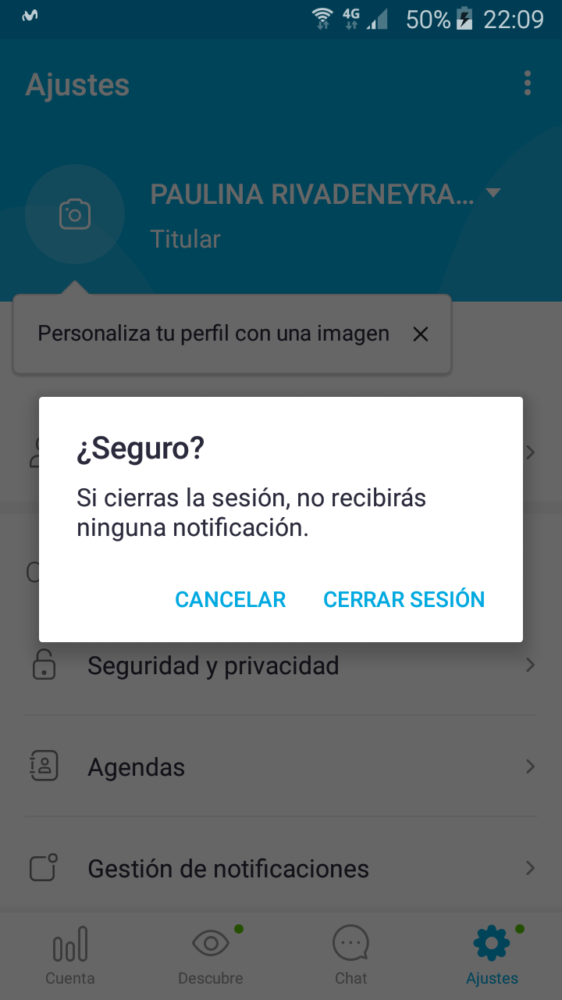 4G 50% 22:09
Ajustes
PAULINA RIVADENEYRA...
Titular
Personaliza tu perfil con una imagen
¿Seguro?
Si cierras la sesión, no recibirás
ninguna notificación.
CANCELAR CERRAR SESIÓN
Seguridad y privacidad
Agendas
Gestión de notificaciones
Cuenta Descubre Chat Ajustes